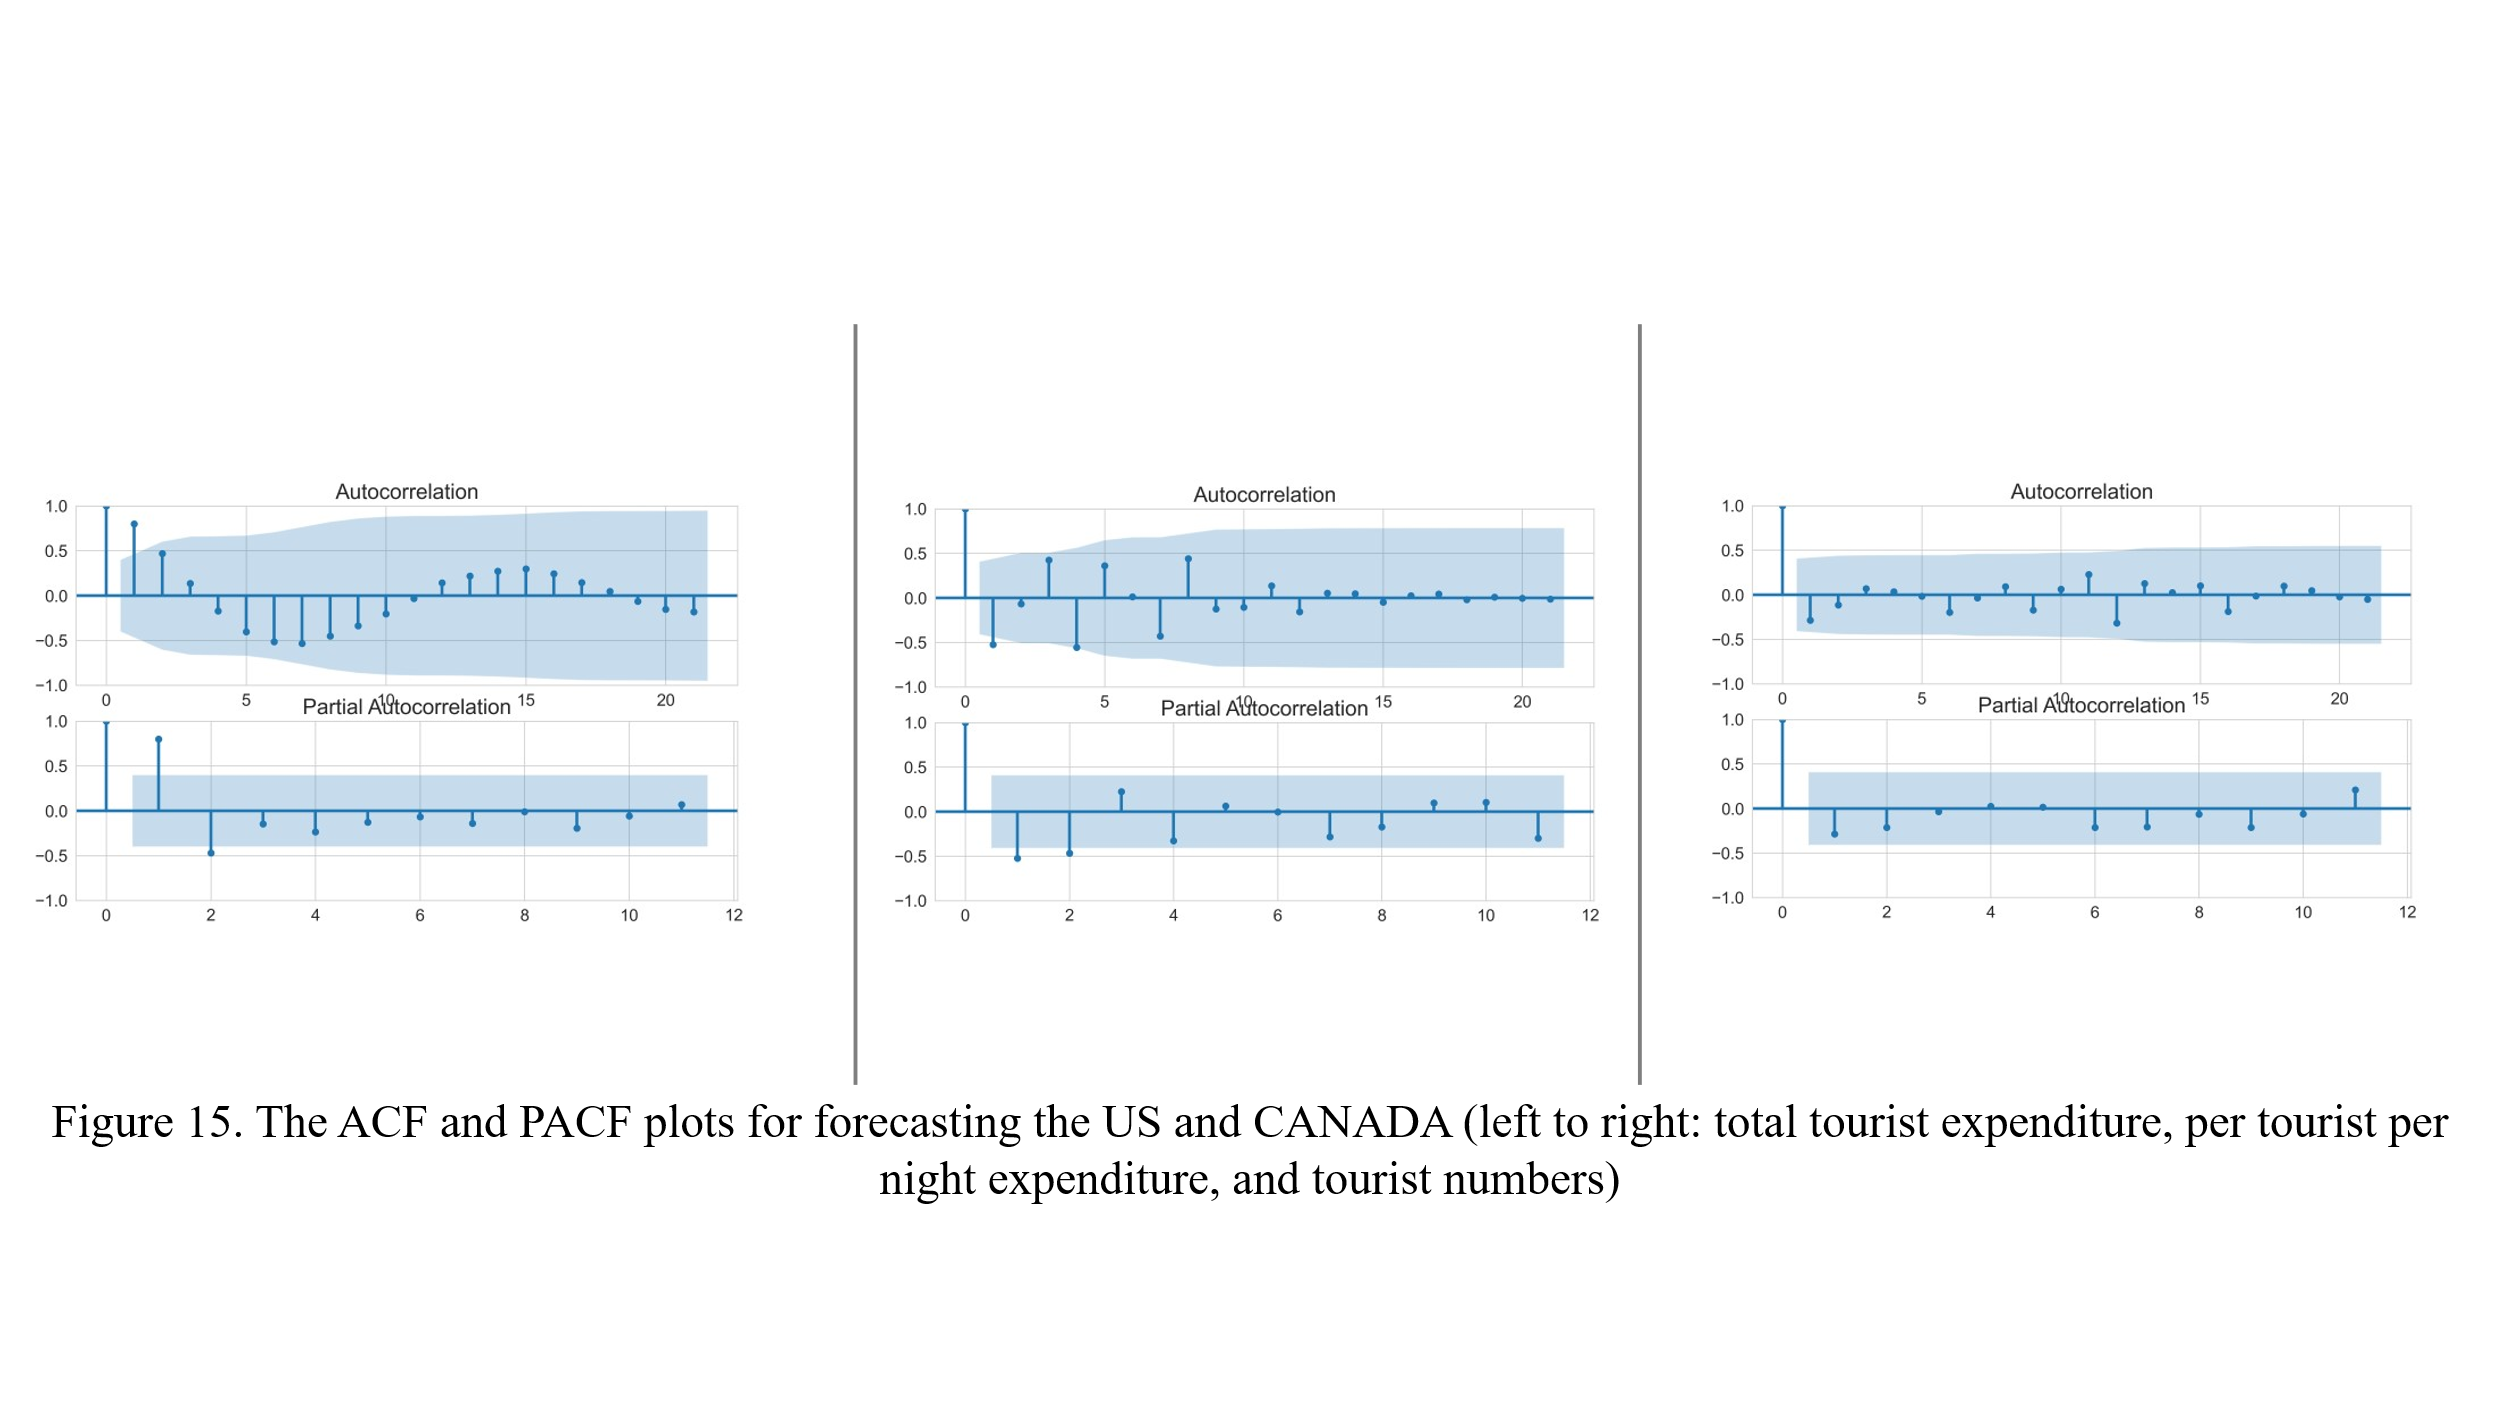 Autocorrelation
1.0
0.5
0.0
−0.5
−1.0
0 5 10 15 20
Partial Autocorrelation
1.0
0.5
0.0
−0.5
−1.0
0 2 4 6 8 10 12
Autocorrelation
1.0
0.5
0.0
−0.5
−1.0
0 5 10 15 20
Partial Autocorrelation
1.0
0.5
0.0
−0.5
−1.0
0 2 4 6 8 10 12
Autocorrelation
1.0
0.5
0.0
−0.5
−1.0
0 5 10 15 20
Partial Autocorrelation
1.0
0.5
0.0
−0.5
−1.0
0 2 4 6 8 10 12
Figure 15. The ACF and PACF plots for forecasting the US and CANADA (left to right: total tourist expenditure, per tourist per
night expenditure, and tourist numbers)